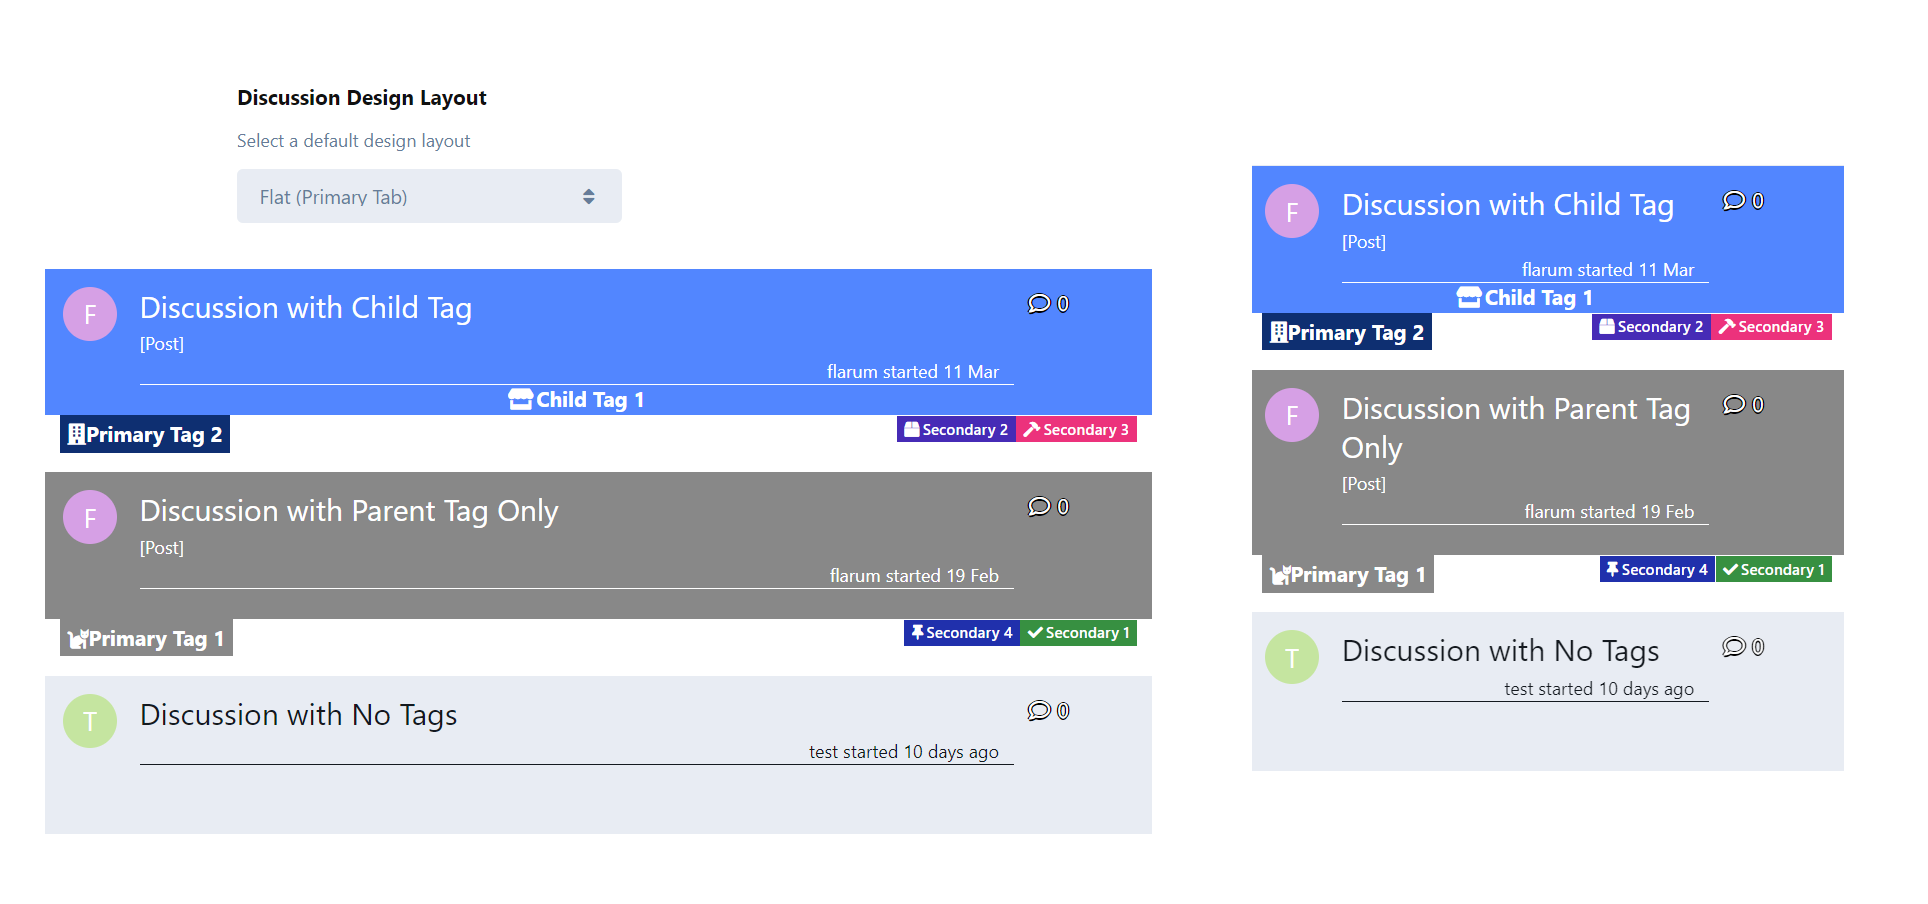 Discussion Design Layout
Select a default design layout
Flat (Primary Tab)
F
Discussion with Child Tag
0
[Post]
flarum started 11 Mar
Child Tag 1
Primary Tag 2
Secondary 2
Secondary 3
F
Discussion with Parent Tag Only
0
[Post]
flarum started 19 Feb
Primary Tag 1
Secondary 4
Secondary 1
T
Discussion with No Tags
0
test started 10 days ago
F
Discussion with Child Tag
0
[Post]
flarum started 11 Mar
Child Tag 1
Primary Tag 2
Secondary 2
Secondary 3
F
Discussion with Parent Tag
Only
0
[Post]
flarum started 19 Feb
Primary Tag 1
Secondary 4
Secondary 1
T
Discussion with No Tags
0
test started 10 days ago